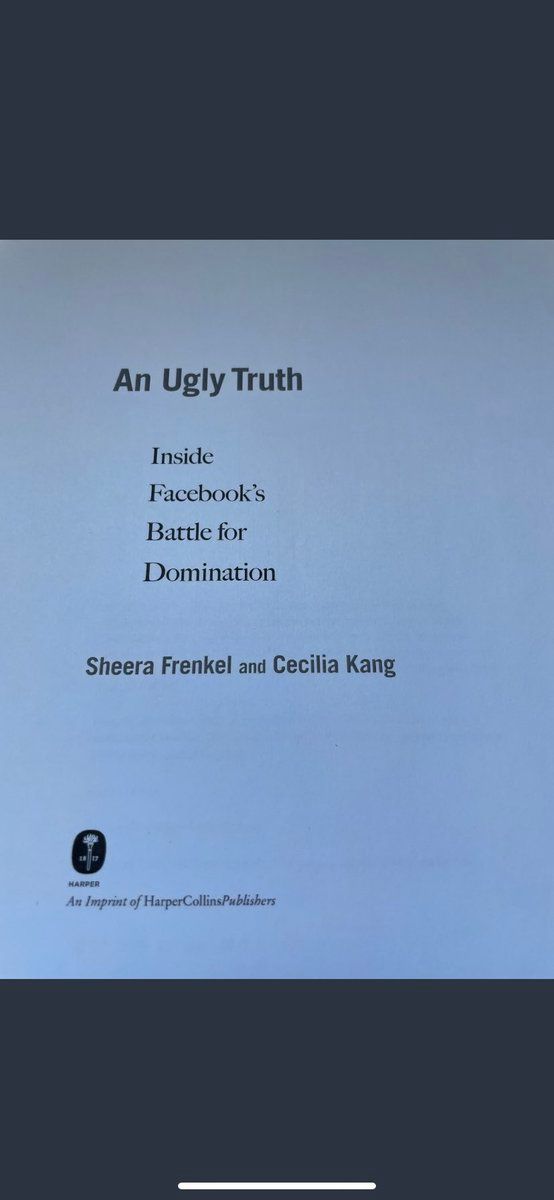 An Ugly Truth
Inside
Facebook's
Battle for
Domination
Sheera Frenkel and Cecilia Kang
18 17
HARPER
An Imprint of HarperCollinsPublishers